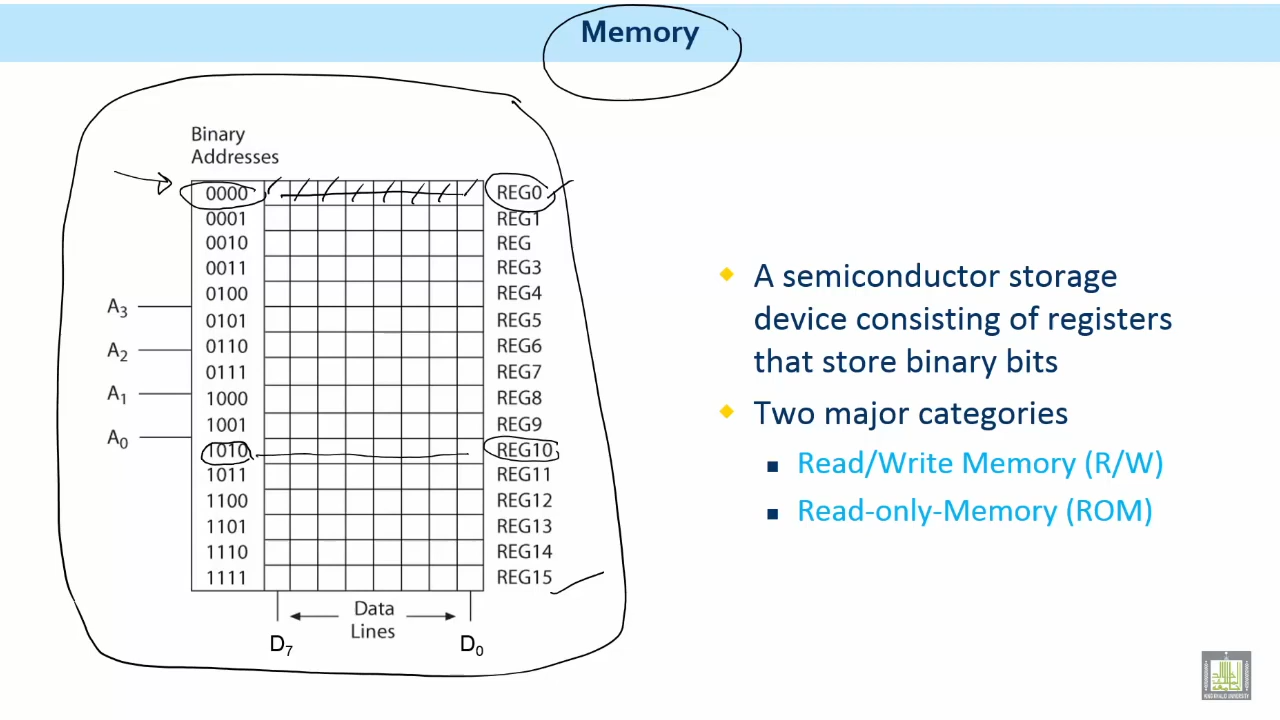 Memory
Binary
Addresses
0000 REG0
0001 REG1
0010 REG
0011 REG3
0100 REG4
A3
0101 REG5
A2
0110 REG6
0111 REG7
A1
1000 REG8
1001 REG9
A0
1010 REG10
1011 REG11
1100 REG12
1101 REG13
1110 REG14
1111 REG15
Data
Lines
D7 D0
A semiconductor storage
device consisting of registers
that store binary bits
Two major categories
Read/Write Memory (R/W)
Read-only-Memory (ROM)